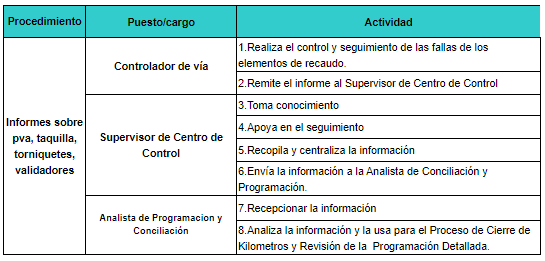 Procedimiento Puesto/cargo Actividad
Informes sobre
pva, taquilla,
torniquetes,
validadores
Controlador de vía
1.Realiza el control y seguimiento de las fallas de los
elementos de recaudo.
2.Remite el informe al Supervisor de Centro de Control
Supervisor de Centro de
Control
3.Toma conocimiento
4.Apoya en el seguimiento
5.Recopila y centraliza la información
6.Envía la información a la Analista de Conciliación y
Programación.
Analista de Programacion y
Conciliación
7.Recepcionar la información
8.Analiza la información y la usa para el Proceso de Cierre de
Kilometros y Revisión de la Programación Detallada.